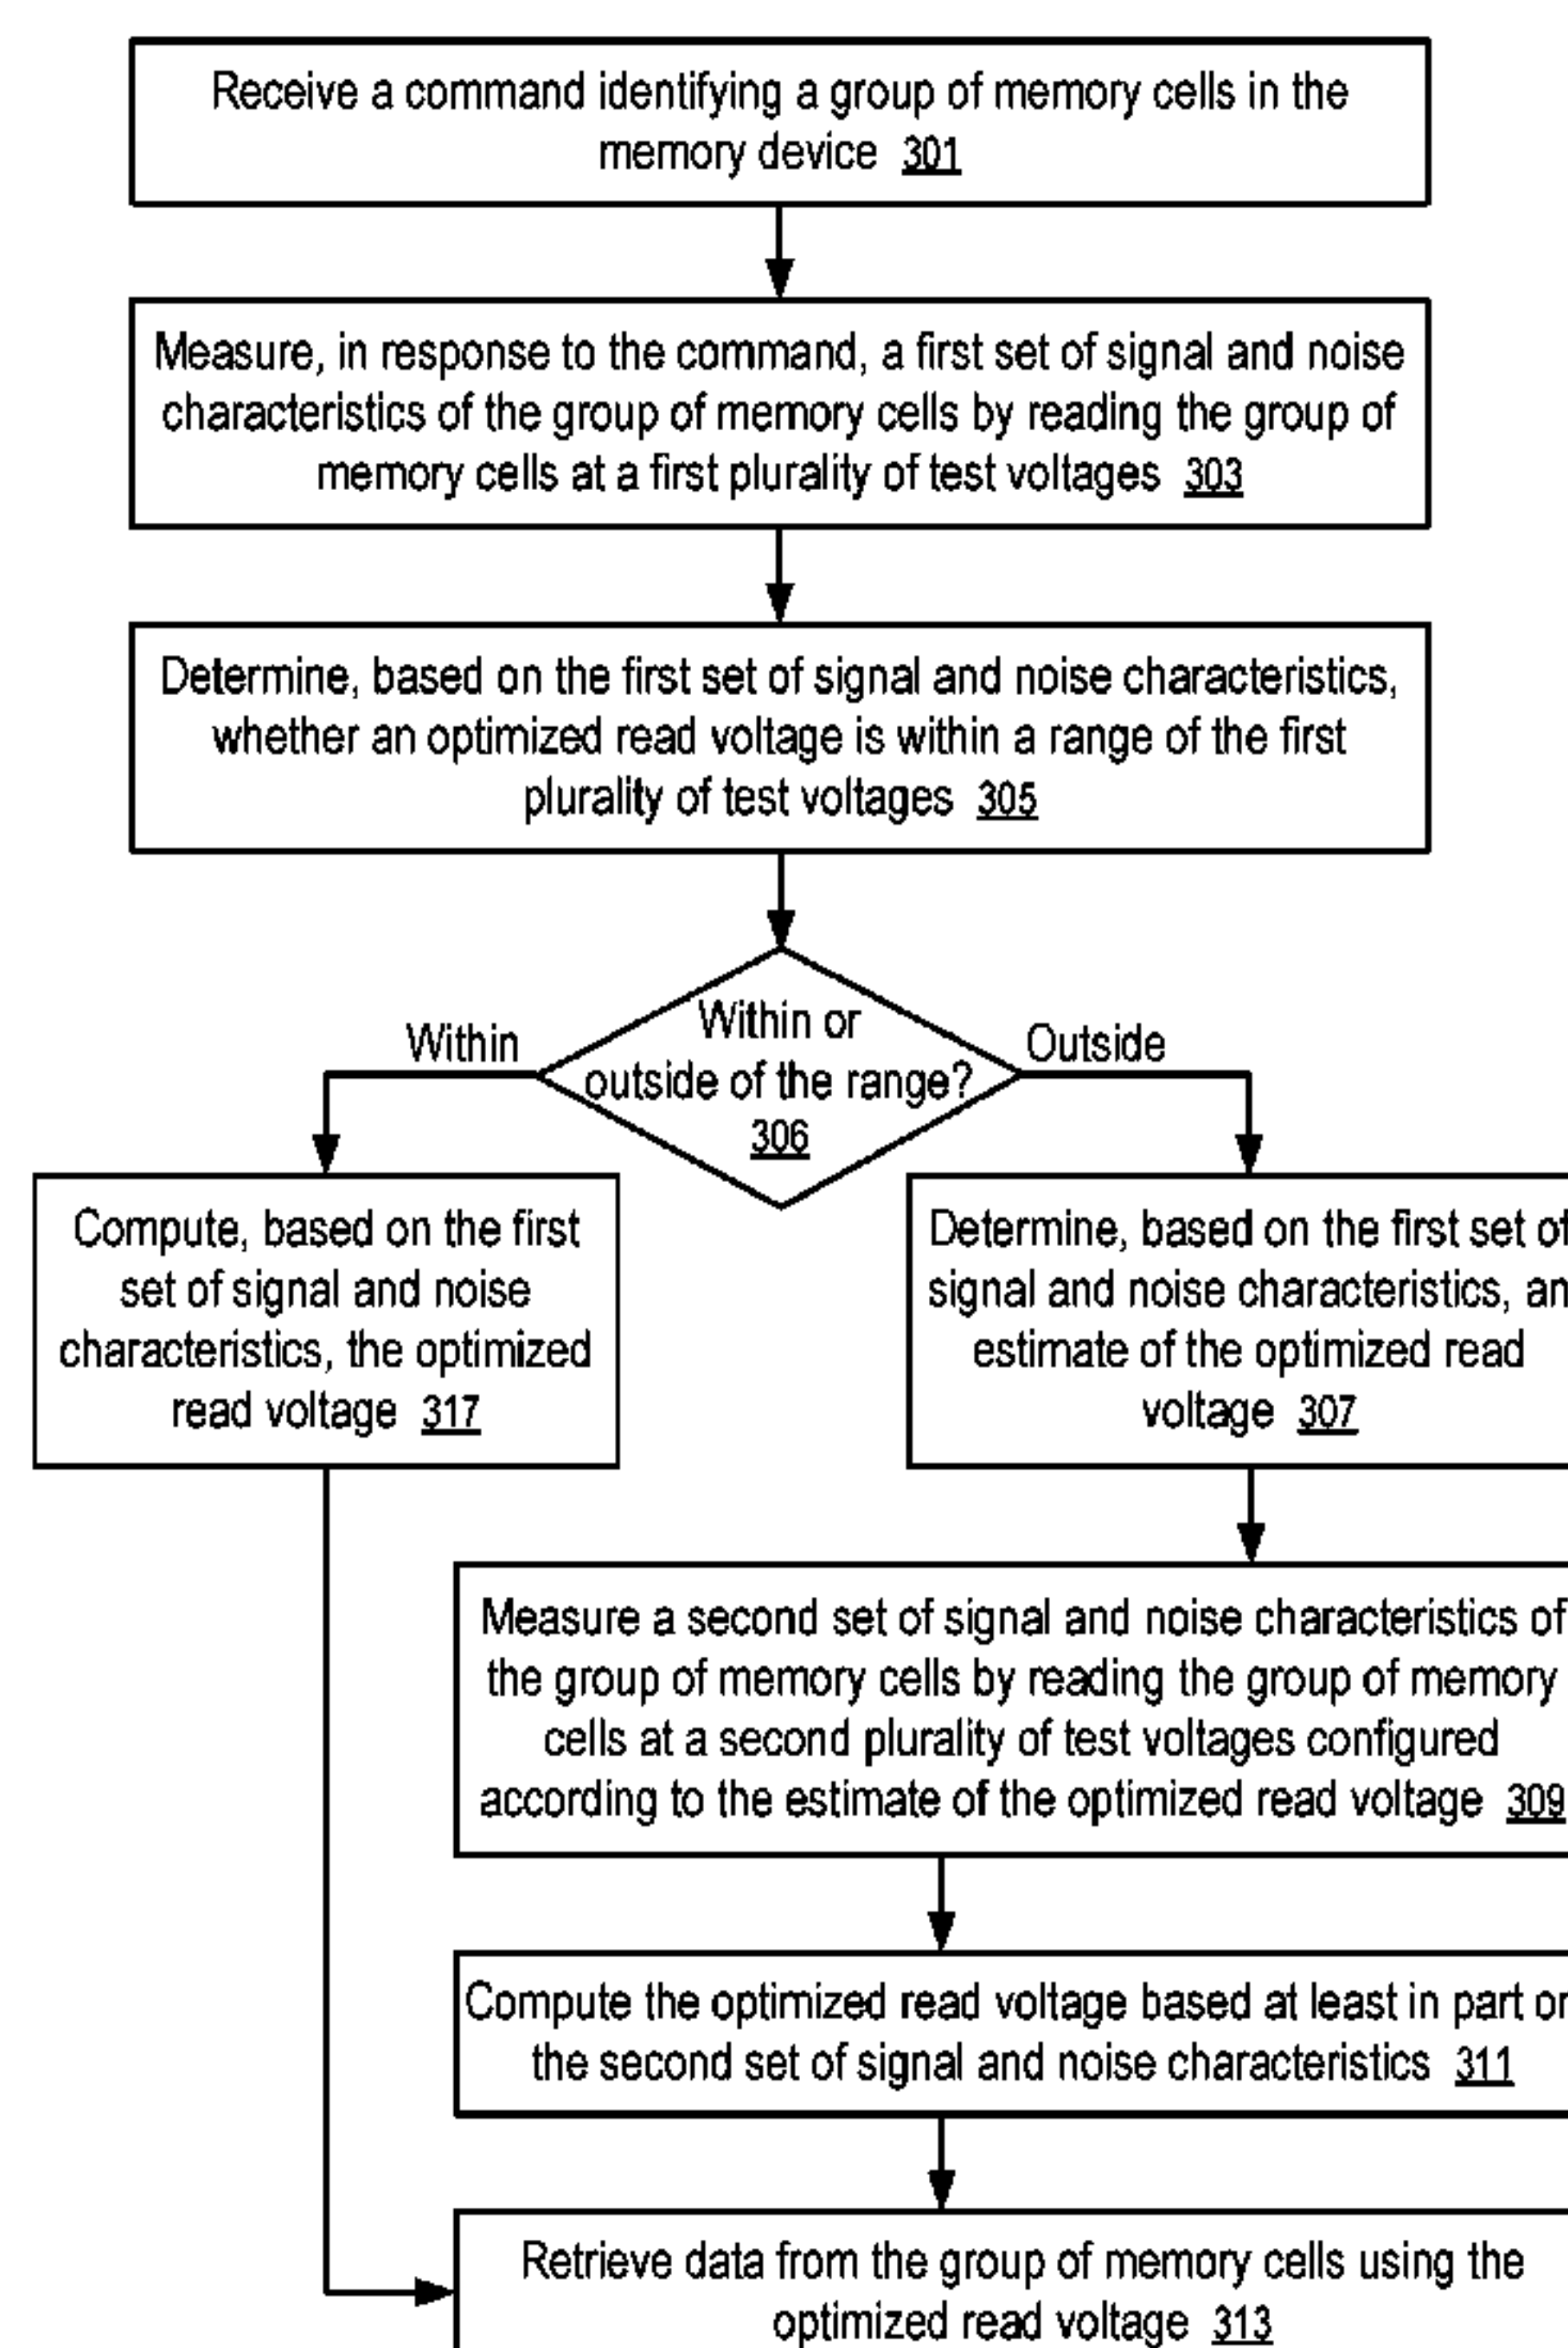 Receive a command identifying a group of memory cells in the
memory device 301
Measure, in response to the command, a first set of signal and noise
characteristics of the group of memory cells by reading the group of
memory cells at a first plurality of test voltages 303
Determine, based on the first set of signal and noise characteristics,
whether an optimized read voltage is within a range of the first
plurality of test voltages 305
Within or
outside of the range?
306
Within
Outside
Compute, based on the first
set of signal and noise
characteristics, the optimized
read voltage 317
Determine, based on the first set of
signal and noise characteristics, an
estimate of the optimized read
voltage 307
Measure a second set of signal and noise characteristics of
the group of memory cells by reading the group of memory
cells at a second plurality of test voltages configured
according to the estimate of the optimized read voltage 309
Compute the optimized read voltage based at least in part on
the second set of signal and noise characteristics 311
Retrieve data from the group of memory cells using the
optimized read voltage 313